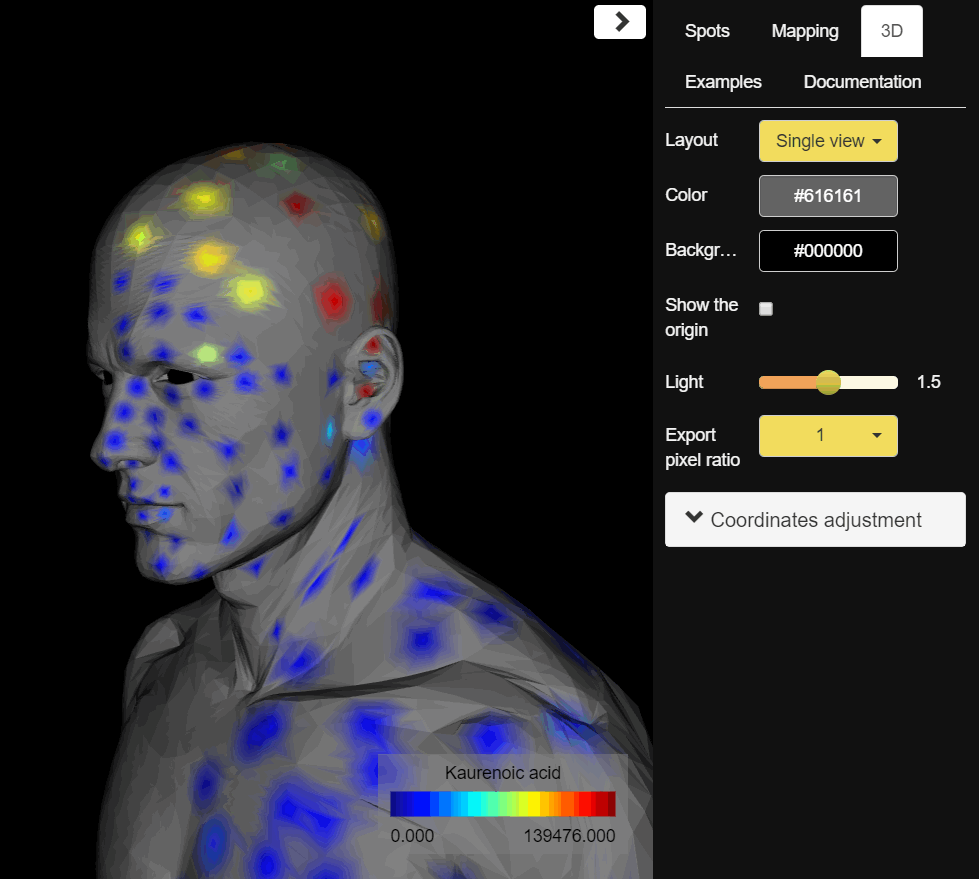 Spots Mapping 3D
Examples Documentation
Layout Single view
Color #616161
Backgr... #000000
Show the
origin
Light 1.5
Export 1
pixel ratio
Coordinates adjustment
Kaurenoic acid
0.000 139476.000